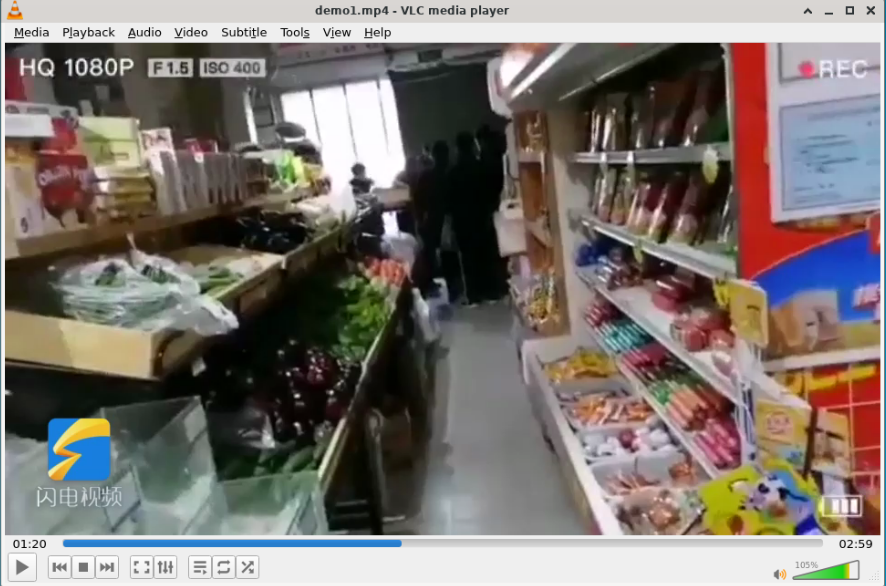 demo1.mp4 - VLC media player
Media Playback Audio Video Subtitle Tools View Help
HQ 1080P F 1.5 ISO 400
REC
闪电视频
01:20
02:59
105%